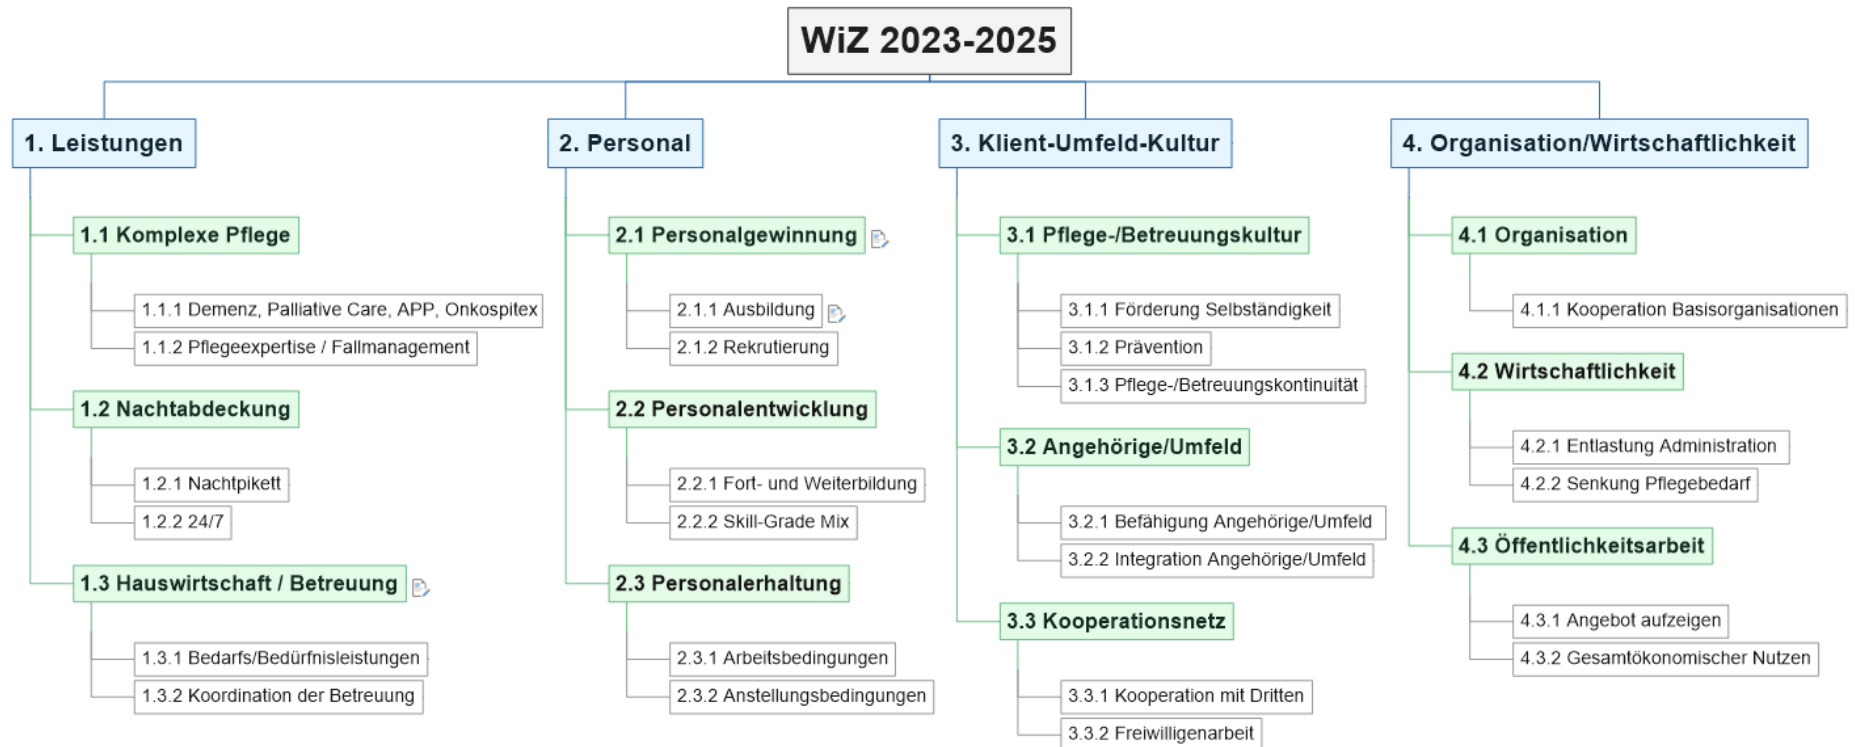 WiZ 2023-2025
1. Leistungen
1.1 Komplexe Pflege
1.1.1 Demenz, Palliative Care, APP, Onkospitex
1.1.2 Pflegeexpertise / Fallmanagement
1.2 Nachtabdeckung
1.2.1 Nachtpikett
1.2.2 24/7
1.3 Hauswirtschaft / Betreuung
1.3.1 Bedarfs/Bedürfnisleistungen
1.3.2 Koordination der Betreuung
2. Personal
2.1 Personalgewinnung
2.1.1 Ausbildung
2.1.2 Rekrutierung
2.2 Personalentwicklung
2.2.1 Fort- und Weiterbildung
2.2.2 Skill-Grade Mix
2.3 Personalerhaltung
2.3.1 Arbeitsbedingungen
2.3.2 Anstellungsbedingungen
3. Klient-Umfeld-Kultur
3.1 Pflege-/Betreuungskultur
3.1.1 Förderung Selbständigkeit
3.1.2 Prävention
3.1.3 Pflege-/Betreuungskontinuität
3.2 Angehörige/Umfeld
3.2.1 Befähigung Angehörige/Umfeld
3.2.2 Integration Angehörige/Umfeld
3.3 Kooperationsnetz
3.3.1 Kooperation mit Dritten
3.3.2 Freiwilligenarbeit
4. Organisation/Wirtschaftlichkeit
4.1 Organisation
4.1.1 Kooperation Basisorganisationen
4.2 Wirtschaftlichkeit
4.2.1 Entlastung Administration
4.2.2 Senkung Pflegebedarf
4.3 Öffentlichkeitsarbeit
4.3.1 Angebot aufzeigen
4.3.2 Gesamtökonomischer Nutzen